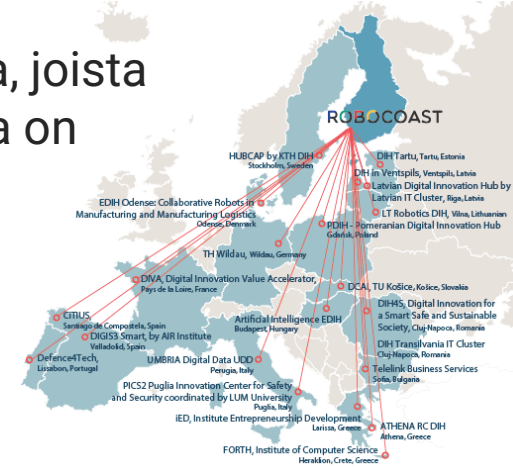 a, joista
a on
ROBOCOAST
HUBCAP by KTH DIH
Stockholm, Sweden
DIH Tartu, Tartu, Estonia
DIH in Ventspils, Ventspils, Latvia
Latvian Digital Innovation Hub by
Latvian IT Cluster, Riga, Latvia
EDIH Odense: Collaborative Robots in
Manufacturing and Manufacturing Logistics
Odense, Denmark
LT Robotics DIH, Vilna, Lithuanian
PDIH - Pomeranian Digital Innovation Hub
Gdańsk, Poland
TH Wildau, Wildau, Germany
DIVA, Digital Innovation Value Accelerator,
Pays de la Loire, France
DCAI, TU Košice, Košice, Slovakia
DIH4S, Digital Innovation for
a Smart Safe and Sustainable
Society, Cluj-Napoca, Romania
CITIUS,
Santiago de Compostela, Spain
Artificial Intelligence EDIH
Budapest, Hungary
DIGIS3 Smart, by AIR Institute
Valladolid, Spain
DIH Transilvania IT Cluster
Cluj-Napoca, Romania
Defence4Tech,
Lissabon, Portugal
UMBRIA Digital Data UDD
Perugia, Italy
Telelink Business Services
Sofia, Bulgaria
PICS2 Puglia Innovation Center for Safety
and Security coordinated by LUM University
Puglia, Italy
iED, Institute Entrepreneurship Development
Larissa, Greece
ATHENA RC DIH
Athena, Greece
FORTH, Institute of Computer Science
Heraklion, Crete, Greece